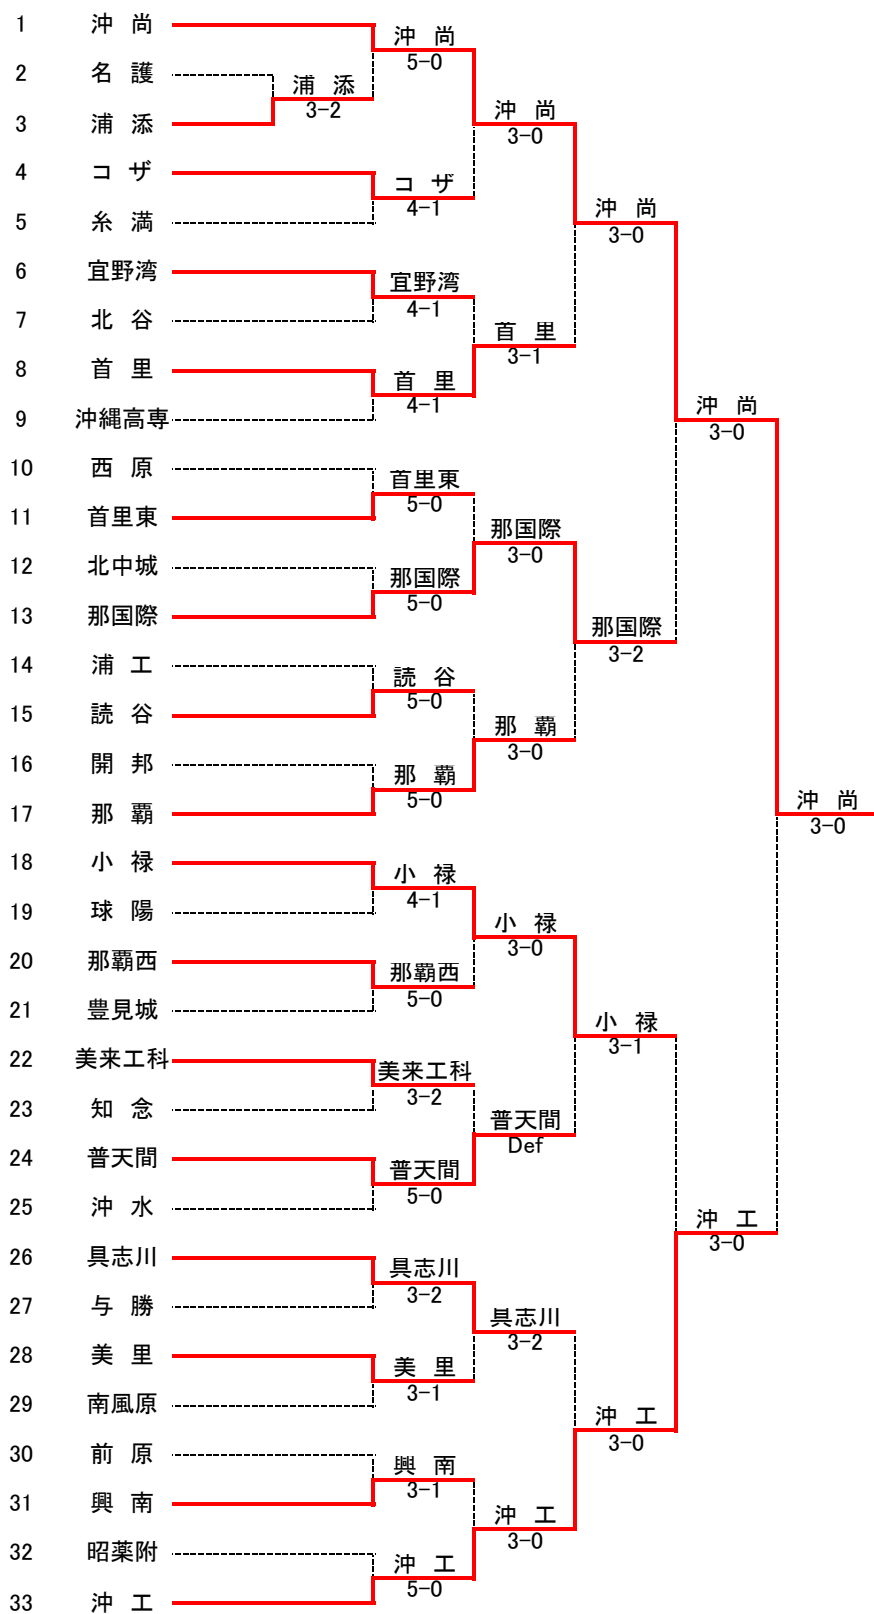 1 沖 尚
沖 尚
5-0
2 名 護
浦 添
3-2
沖 尚
3-0
3 浦 添
4 コ ザ
コ ザ
4-1
沖 尚
3-0
5 糸 満
6 宜野湾
宜野湾
4-1
7 北 谷
首 里
3-1
8 首 里
首 里
4-1
沖 尚
3-0
9 沖縄高専
10 西 原
首里東
5-0
11 首里東
那国際
3-0
12 北中城
那国際
5-0
13 那国際
那国際
3-2
14 浦 工
読 谷
5-0
15 読 谷
那 覇
3-0
16 開 邦
那 覇
5-0
17 那 覇
沖 尚
3-0
18 小 禄
小 禄
4-1
19 球 陽
小 禄
3-0
20 那覇西
那覇西
5-0
21 豊見城
小 禄
3-1
22 美来工科
美来工科
3-2
23 知 念
普天間
Def
24 普天間
普天間
5-0
25 沖 水
沖 工
3-0
26 具志川
具志川
3-2
27 与 勝
具志川
3-2
28 美 里
美 里
3-1
29 南風原
沖 工
3-0
30 前 原
興 南
3-1
31 興 南
沖 工
3-0
32 昭薬附
沖 工
5-0
33 沖 工